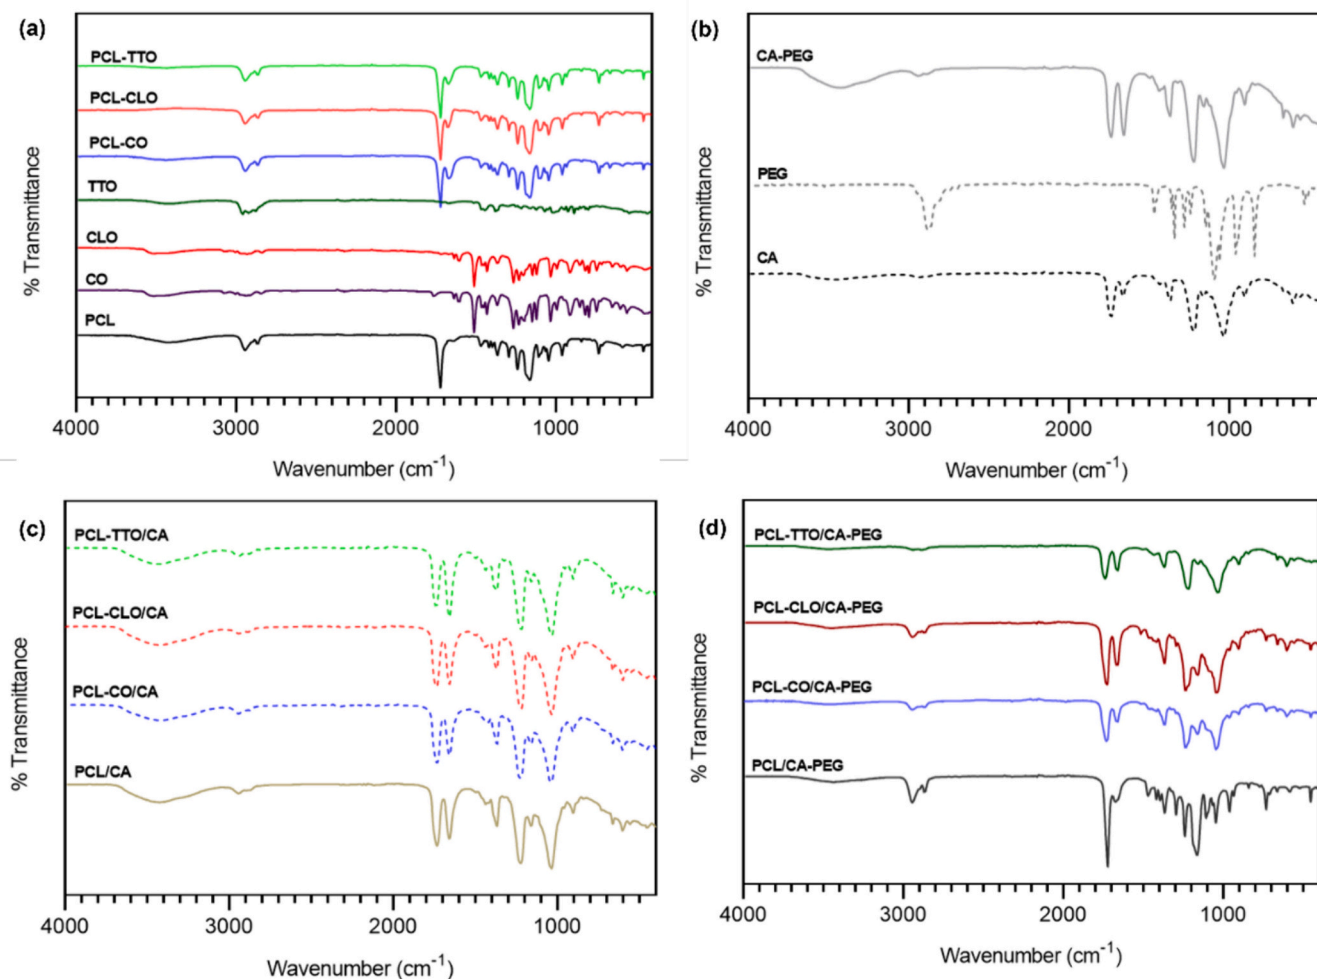 (a)
PCL-TTO
PCL-CLO
PCL-CO
TTO
CLO
CO
PCL
% Transmittance
4000 3000 2000 1000
Wavenumber (cm-1)
(b)
CA-PEG
PEG
CA
% Transmittance
4000 3000 2000 1000
Wavenumber (cm-1)
(c)
PCL-TTO/CA
PCL-CLO/CA
PCL-CO/CA
PCL/CA
% Transmittance
4000 3000 2000 1000
Wavenumber (cm-1)
(d)
PCL-TTO/CA-PEG
PCL-CLO/CA-PEG
PCL-CO/CA-PEG
PCL/CA-PEG
% Transmittance
4000 3000 2000 1000
Wavenumber (cm-1)